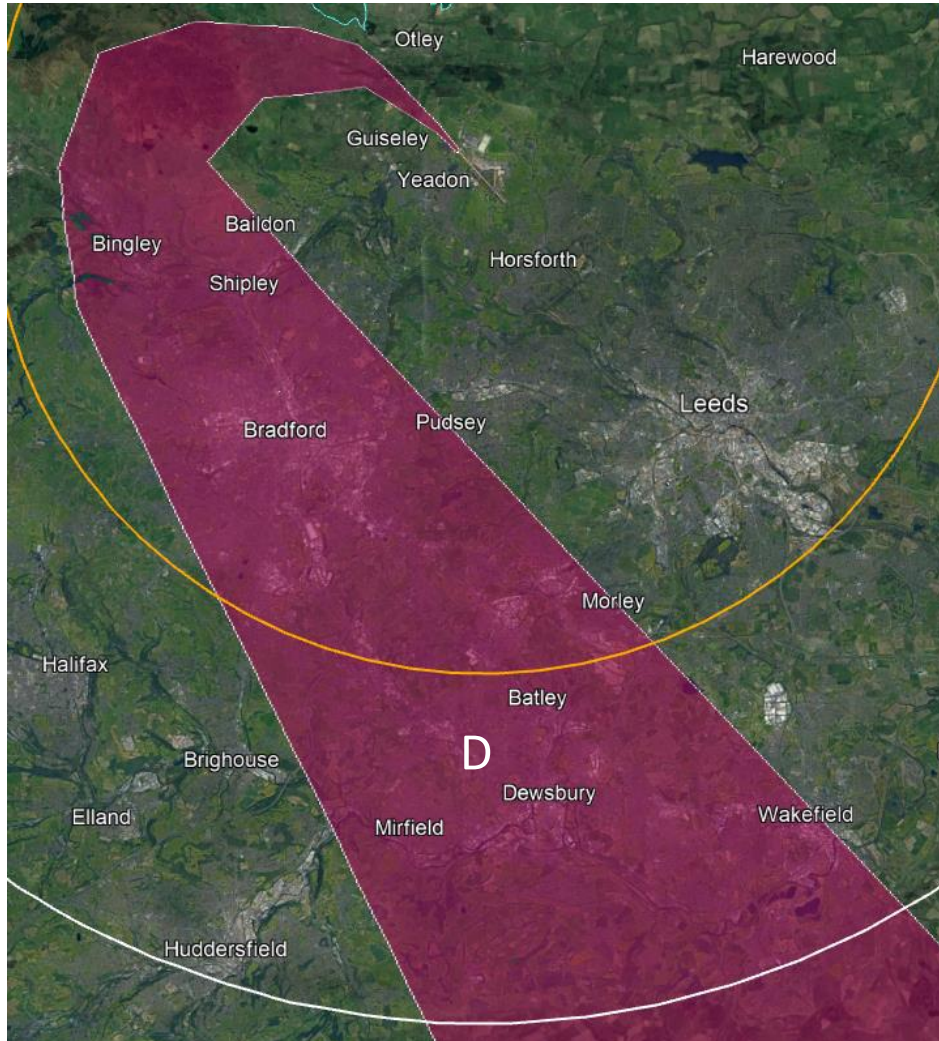 Otley
Harewood
Guiseley
Yeadon
Baildon
Bingley
Horsforth
Shipley
Leeds
Pudsey
Bradford
Morley
Halifax
Batley
D
Brighouse
Dewsbury
Elland
Mirfield
Wakefield
Huddersfield